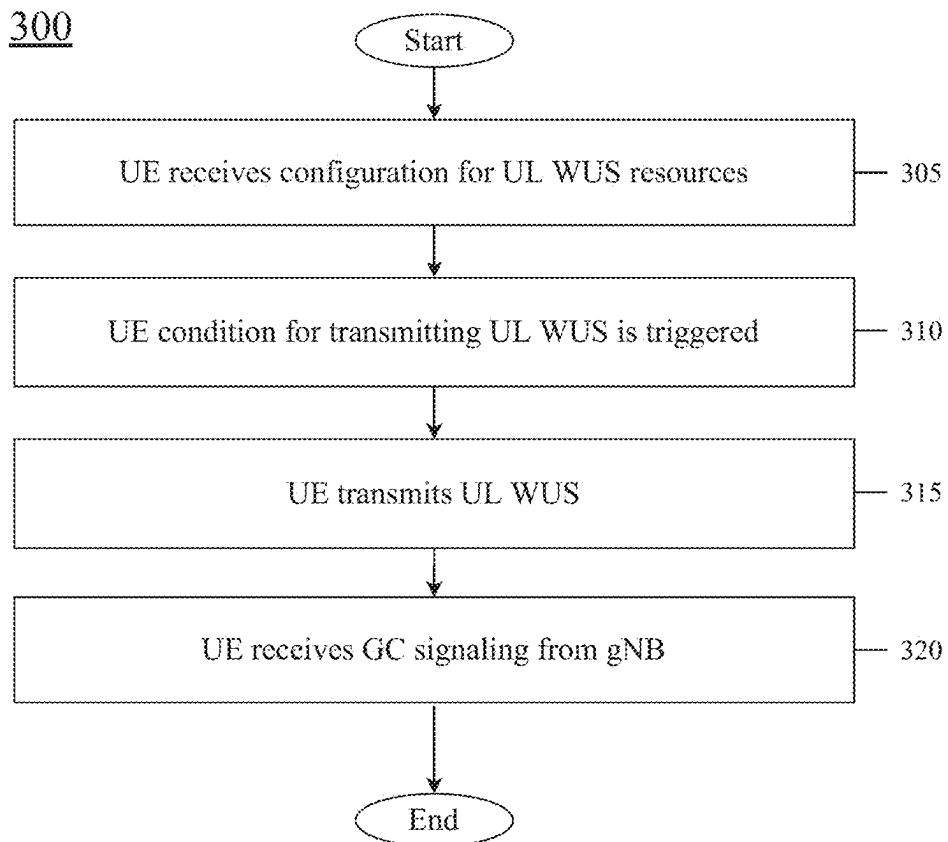 300
Start
UE receives configuration for UL WUS resources
305
UE condition for transmitting UL WUS is triggered
310
UE transmits UL WUS
315
UE receives GC signaling from gNB
320
End